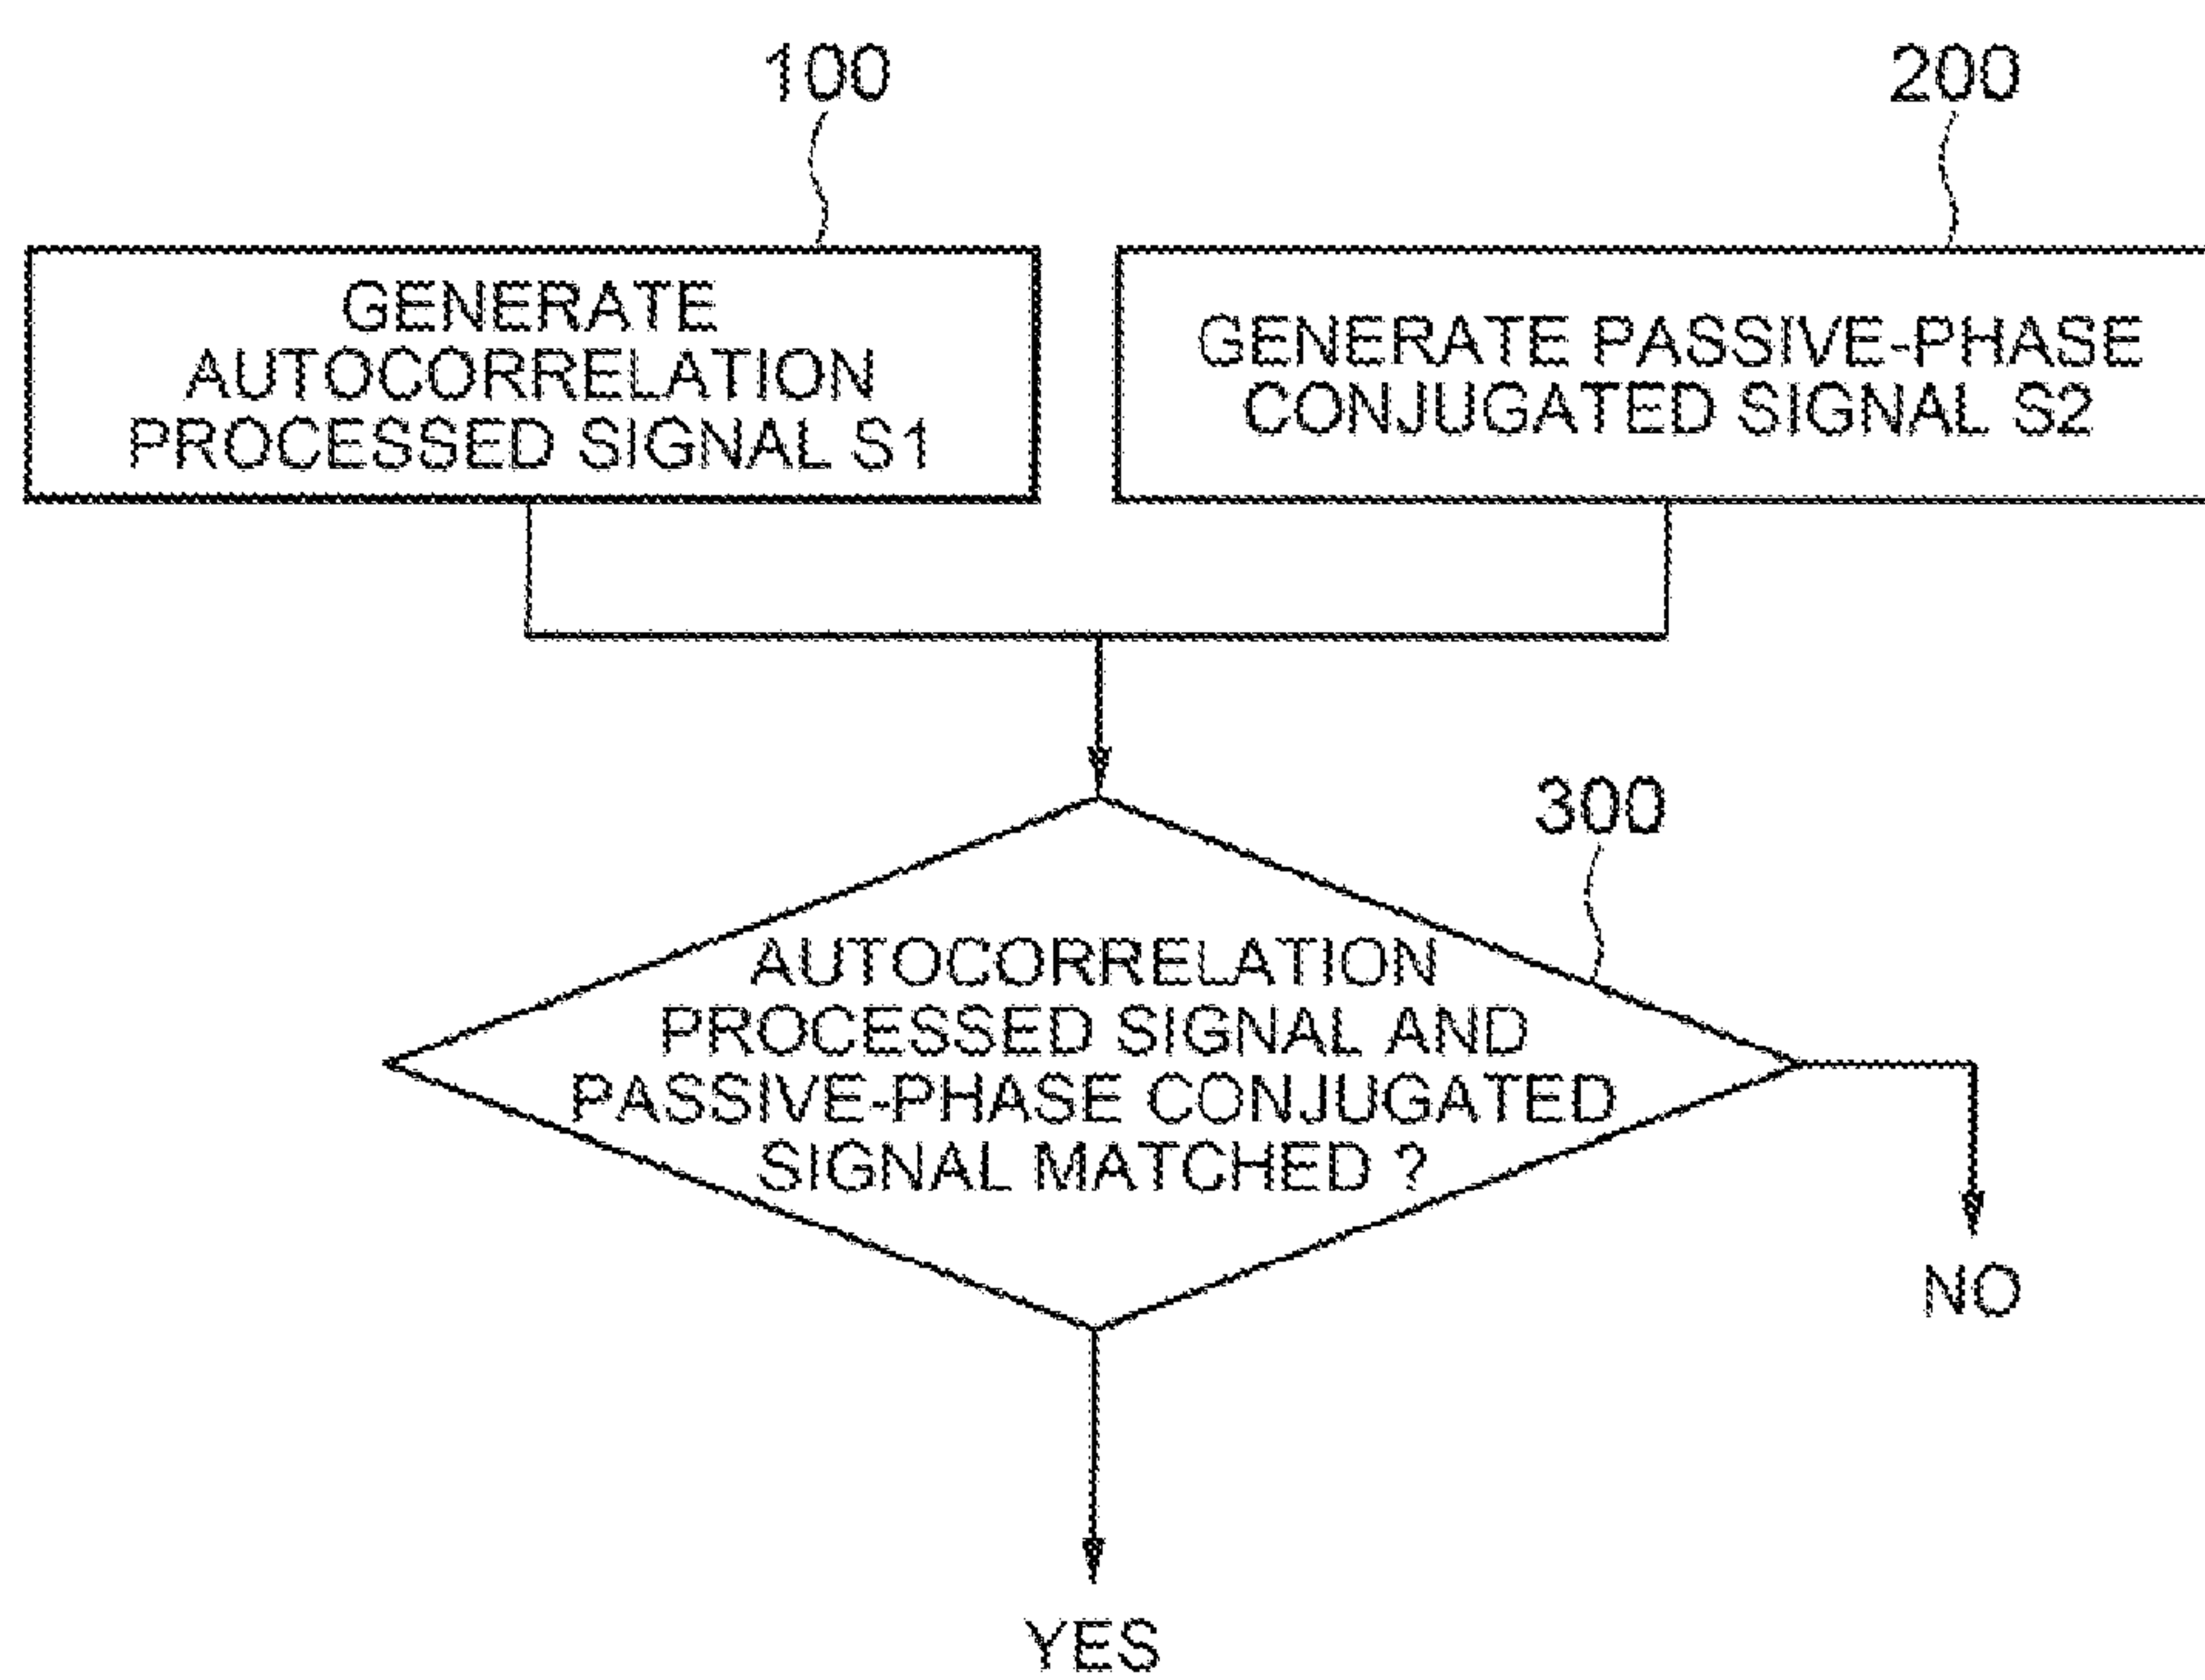 100
200
GENERATE
AUTOCORRELATION
PROCESSED SIGNAL S1
GENERATE PASSIVE-PHASE
CONJUGATED SIGNAL S2
300
AUTOCORRELATION
PROCESSED SIGNAL AND
PASSIVE-PHASE CONJUGATED
SIGNAL MATCHED ?
NO
YES